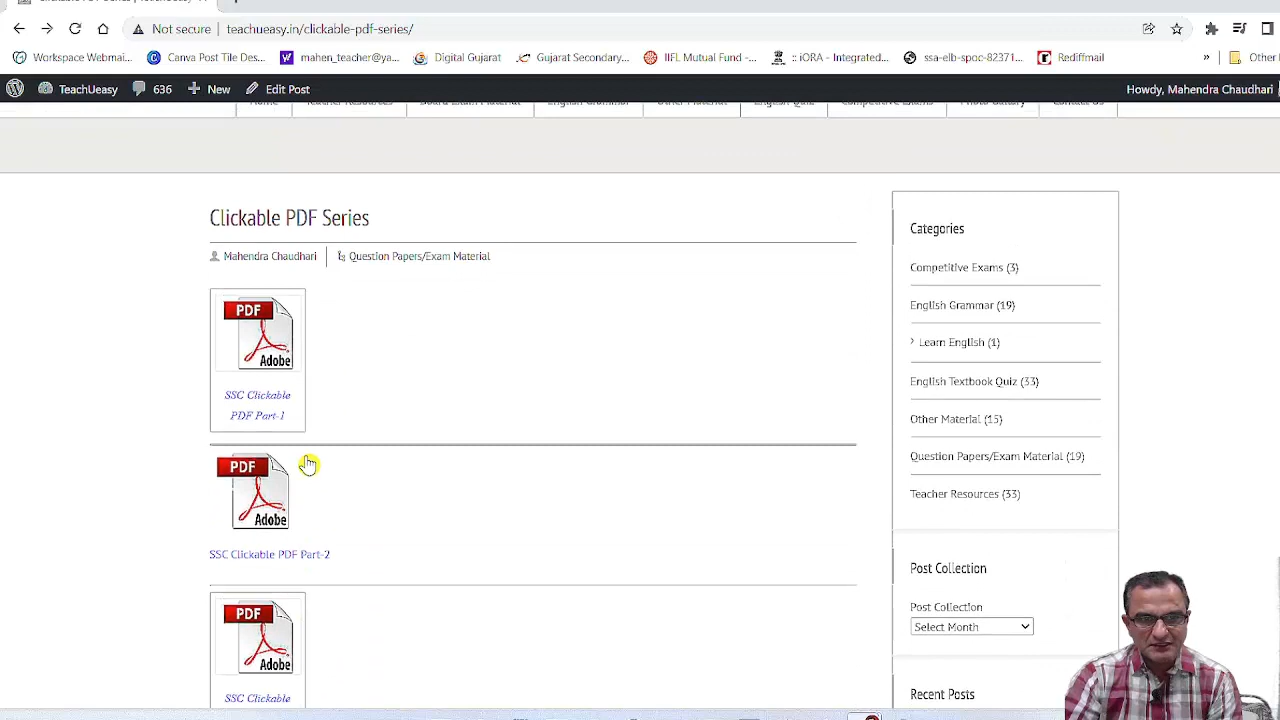 Not secure | teachueasy.in/clickable-pdf-series/
Workspace Webmai...
Canva Post Tile Des...
mahen_teacher@ya...
Digital Gujarat
Gujarat Secondary...
IIFL Mutual Fund -...
:: iORA - Integrated...
ssa-elb-spoc-82371...
Rediffmail
»
Other
TeachUeasy
636
New
Edit Post
Howdy, Mahendra Chaudhari
Clickable PDF Series
Mahendra Chaudhari
Question Papers/Exam Material
PDF
Adobe
SSC Clickable
PDF Part-1
PDF
Adobe
SSC Clickable PDF Part-2
PDF
Adobe
SSC Clickable
Categories
Competitive Exams (3)
English Grammar (19)
Learn English (1)
English Textbook Quiz (33)
Other Material (15)
Question Papers/Exam Material (19)
Teacher Resources (33)
Post Collection
Post Collection
Select Month
Recent Posts